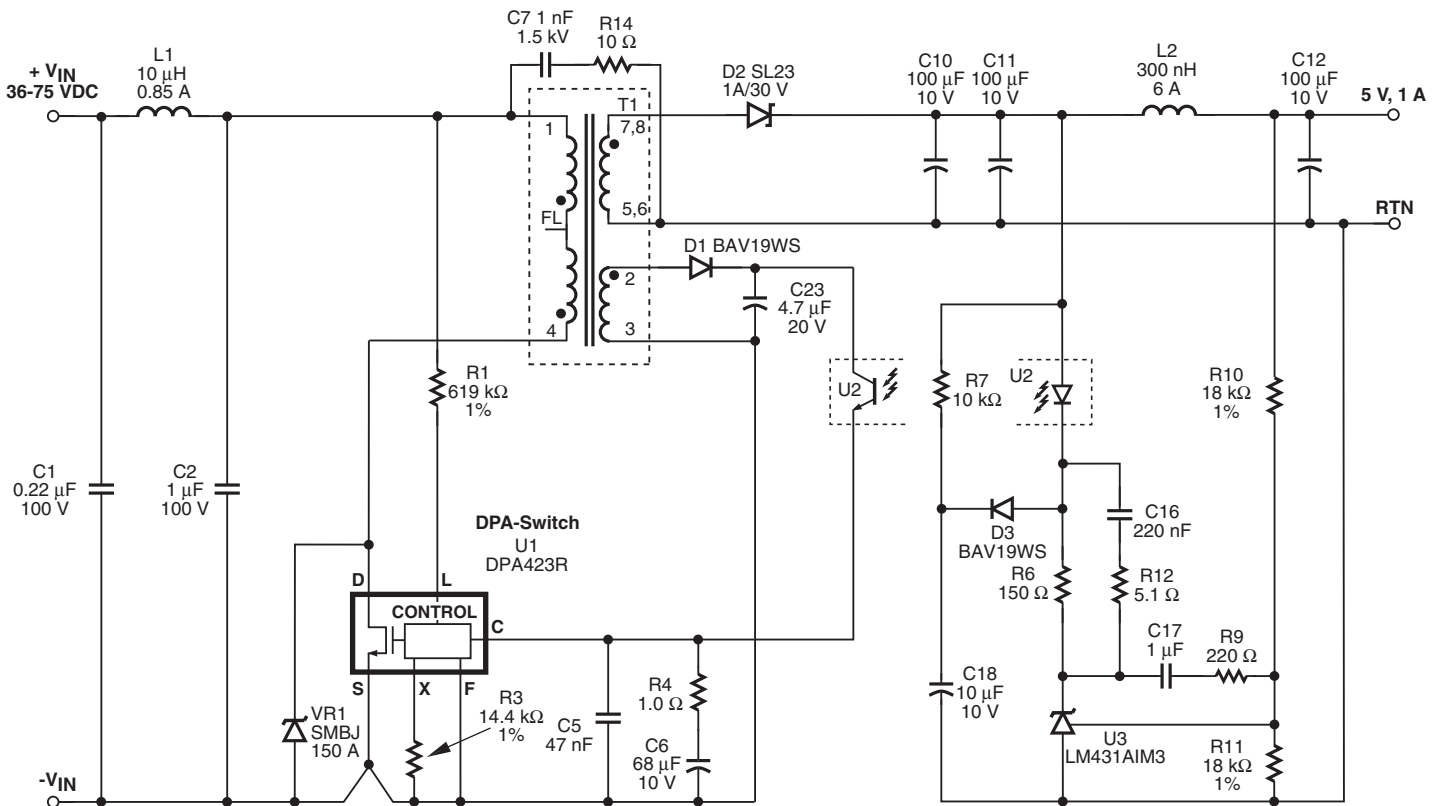 C7 1 nF
1.5 kV
R14
10 Ω
L1
10 μH
0.85 A
+ VIN
36-75 VDC
D2 SL23
1A/30 V
C10
100 μF
10 V
C11
100 μF
10 V
L2
300 nH
6 A
C12
100 μF
10 V
5 V, 1 A
T1
1
7,8
FL
5,6
RTN
D1 BAV19WS
2
4
3
C23
4.7 μF
20 V
R1
619 kΩ
1%
U2
R7
10 kΩ
U2
R10
18 kΩ
1%
C1
0.22 μF
100 V
C2
1 μF
100 V
DPA-Switch
U1
DPA423R
D3
BAV19WS
C16
220 nF
R6
150 Ω
R12
5.1 Ω
D
L
CONTROL
C
S
X
F
C17
1 μF
R9
220 Ω
VR1
SMBJ
150 A
R3
14.4 kΩ
1%
C5
47 nF
R4
1.0 Ω
C6
68 μF
10 V
C18
10 μF
10 V
U3
LM431AIM3
R11
18 kΩ
1%
-VIN